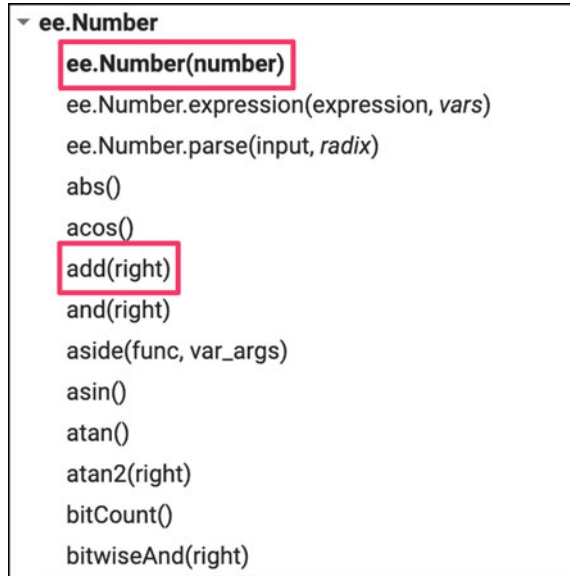 ee.Number
ee.Number(number)
ee.Number.expression(expression, vars)
ee.Number.parse(input, radix)
abs()
acos()
add(right)
and(right)
aside(func, var_args)
asin()
atan()
atan2(right)
bitCount()
bitwiseAnd(right)